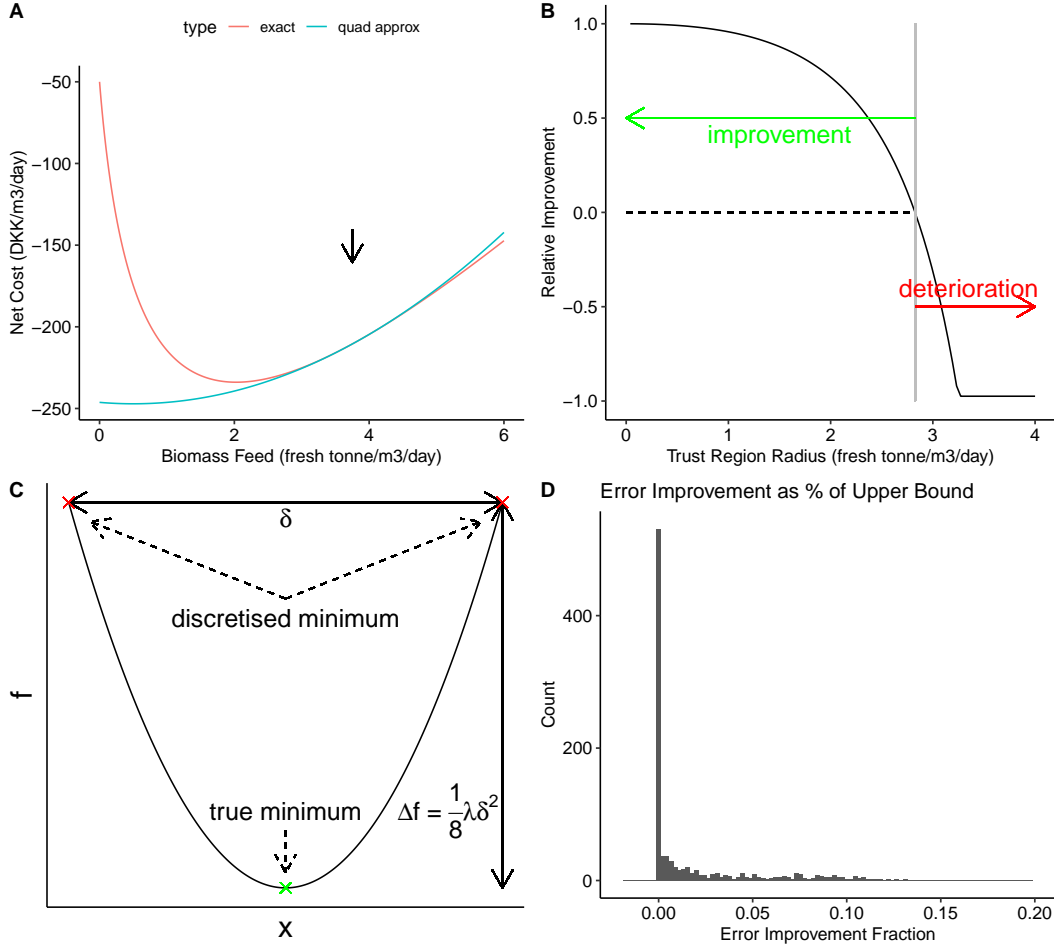 A
type exact quad approx
Net Cost (DKK/m3/day)
−50
−100
−150
−200
−250
0 2 4 6
Biomass Feed (fresh tonne/m3/day)
B
Relative Improvement
1.0
0.5
0.0
−0.5
−1.0
improvement
deterioration
0 1 2 3 4
Trust Region Radius (fresh tonne/m3/day)
C
δ
discretised minimum
f
true minimum
Δf = 1/8 λδ²
x
D
Error Improvement as % of Upper Bound
Count
400
200
0
0.00 0.05 0.10 0.15 0.20
Error Improvement Fraction